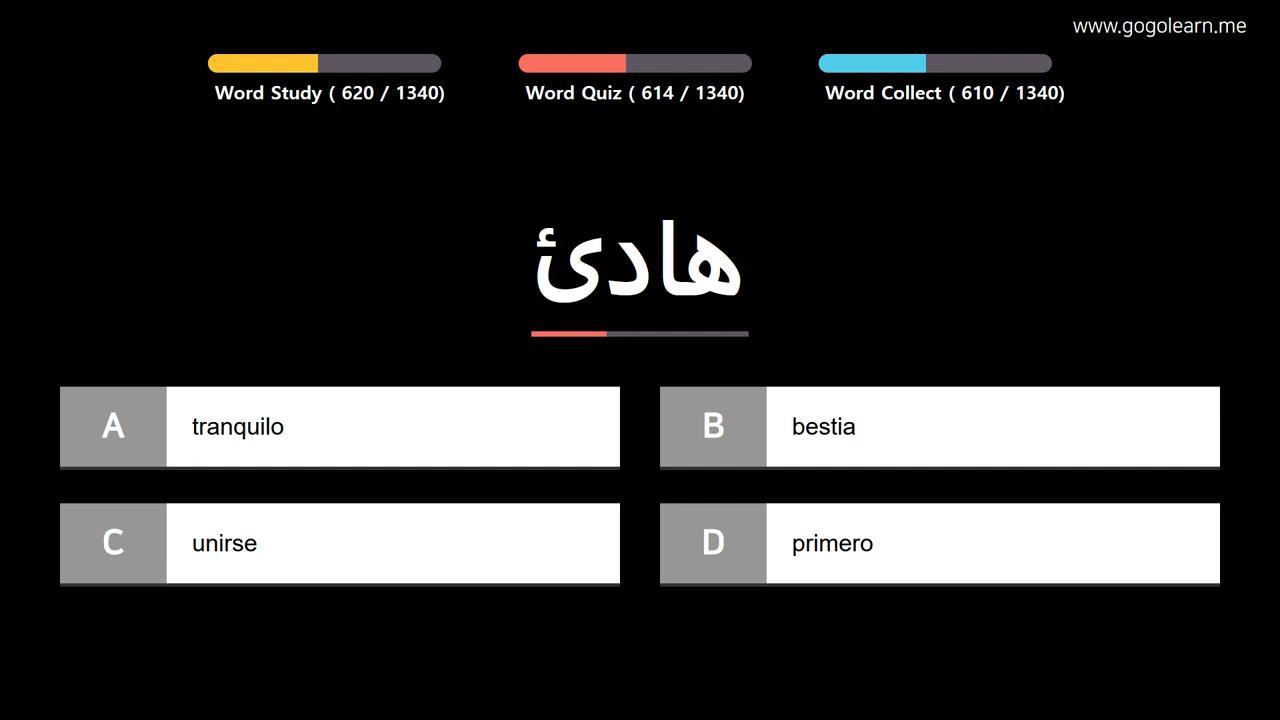 www.gogolearn.me
Word Study ( 620 / 1340)
Word Quiz ( 614 / 1340)
Word Collect ( 610 / 1340)
هادئ
A tranquilo
B bestia
C unirse
D primero